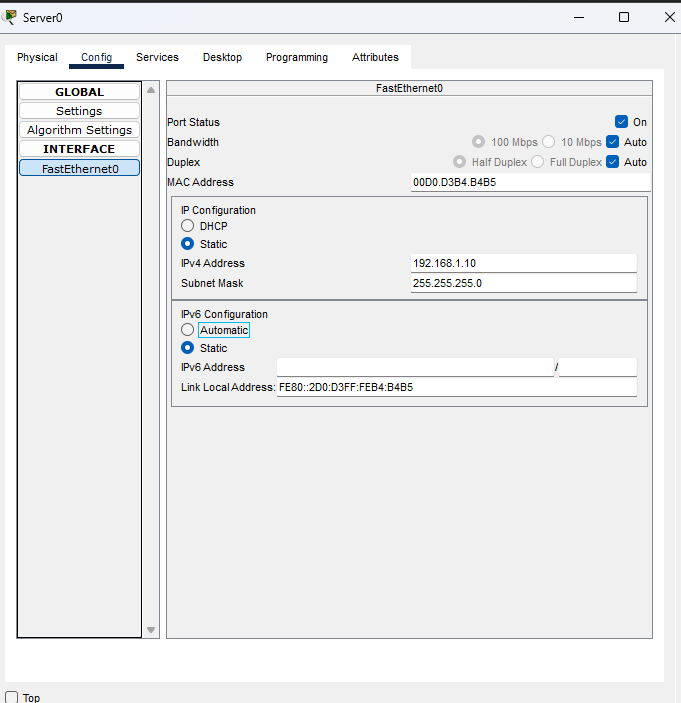 Server0
Physical Config Services Desktop Programming Attributes
GLOBAL
Settings
Algorithm Settings
INTERFACE
FastEthernet0
FastEthernet0
Port Status On
Bandwidth 100 Mbps 10 Mbps Auto
Duplex Half Duplex Full Duplex Auto
MAC Address 00D0.D3B4.B4B5
IP Configuration
DHCP
Static
IPv4 Address 192.168.1.10
Subnet Mask 255.255.255.0
IPv6 Configuration
Automatic
Static
IPv6 Address /
Link Local Address: FE80::2D0:D3FF:FEB4:B4B5
Top